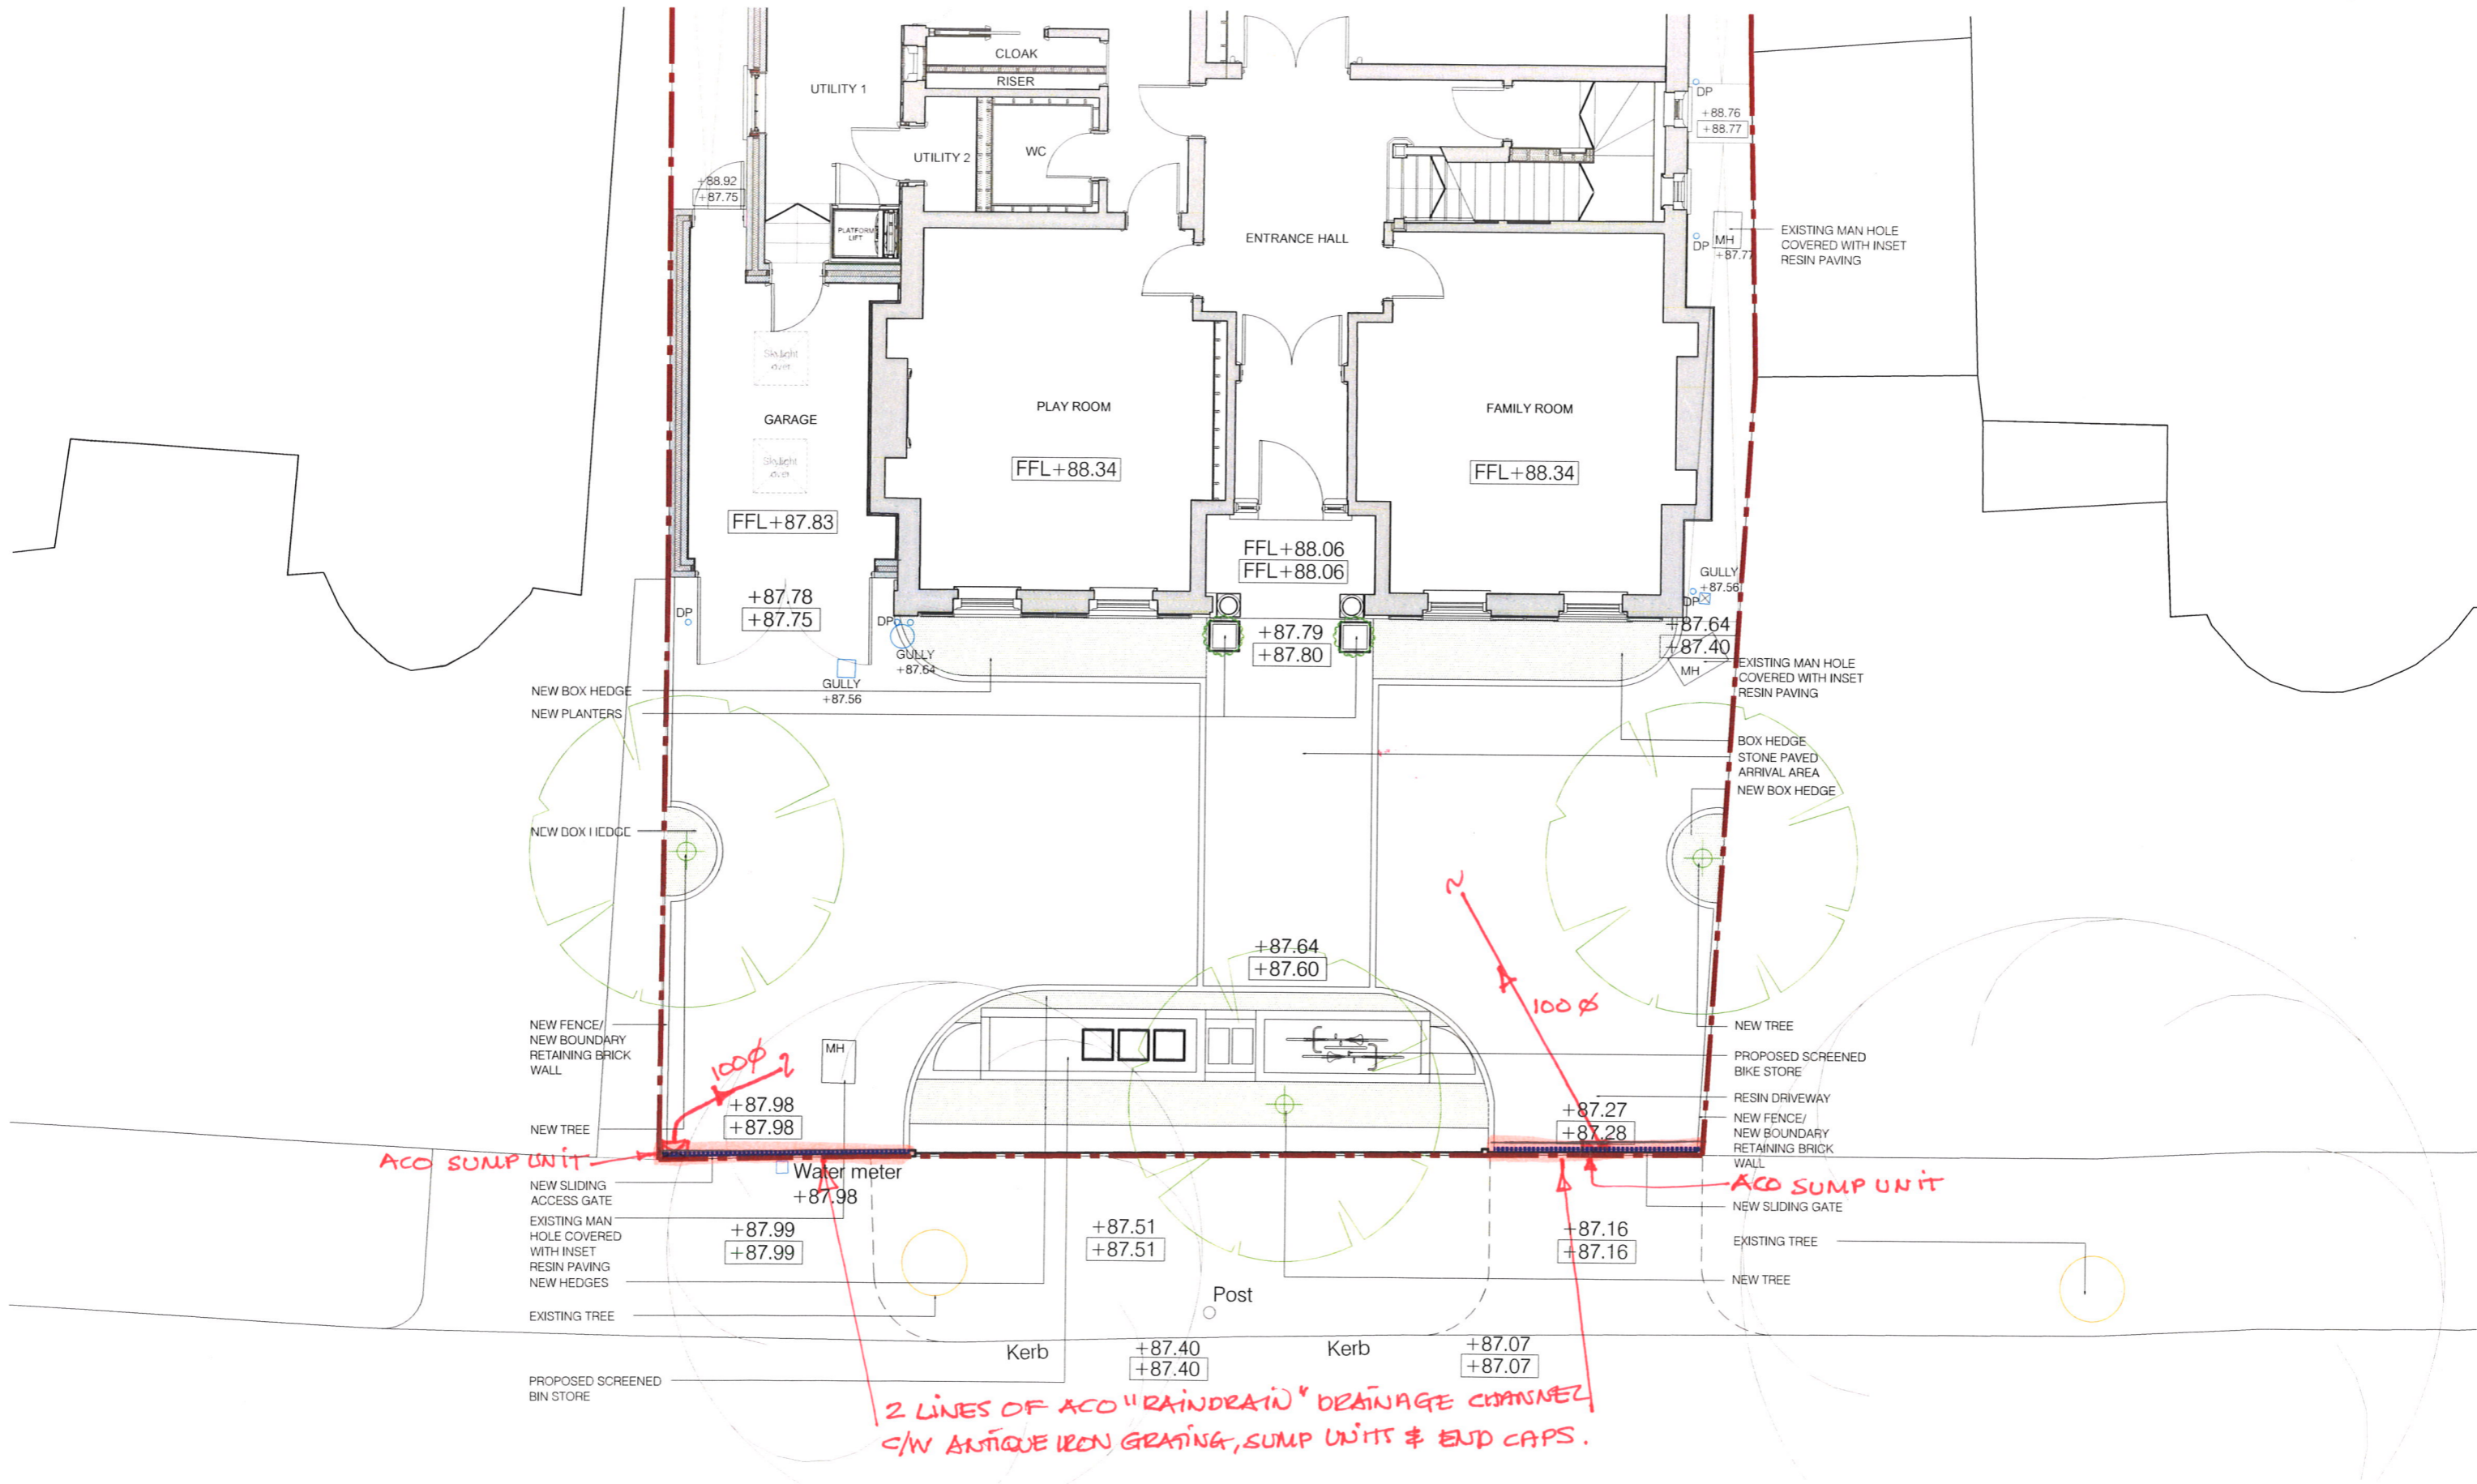 CLOAK
RISER
UTILITY 1
UTILITY 2
WC
DP
+88.76
+88.77
+88.92
+87.75
PLATFORM
LIFT
ENTRANCE HALL
DP
MH
+87.77
EXISTING MAN HOLE
COVERED WITH INSET
RESIN PAVING
Skylight
over
GARAGE
PLAY ROOM
FAMILY ROOM
Skylight
over
FFL+88.34
FFL+88.34
FFL+87.83
FFL+88.06
FFL+88.06
GULLY
+87.56
DP
+87.78
+87.75
DP
DP
GULLY
+87.64
GULLY
+87.56
+87.79
+87.80
+87.64
+87.40
MH
EXISTING MAN HOLE
COVERED WITH INSET
RESIN PAVING
NEW BOX HEDGE
NEW PLANTERS
BOX HEDGE
STONE PAVED
ARRIVAL AREA
NEW BOX HEDGE
NEW BOX HEDGE
+87.64
+87.60
100Ø
NEW FENCE/
NEW BOUNDARY
RETAINING BRICK
WALL
MH
100Ø
+87.98
+87.98
NEW TREE
NEW TREE
PROPOSED SCREENED
BIKE STORE
RESIN DRIVEWAY
+87.27
+87.28
NEW FENCE/
NEW BOUNDARY
RETAINING BRICK
WALL
ACO SUMP UNIT
ACO SUMP UNIT
NEW SLIDING
ACCESS GATE
Water meter
+87.98
NEW SLIDING GATE
EXISTING MAN
HOLE COVERED
WITH INSET
RESIN PAVING
+87.99
+87.99
+87.51
+87.51
+87.16
+87.16
EXISTING TREE
NEW HEDGES
NEW TREE
EXISTING TREE
Post
Kerb
+87.40
+87.40
Kerb
+87.07
+87.07
PROPOSED SCREENED
BIN STORE
2 LINES OF ACO "RAINDRAIN" DRAINAGE CHANNEL
C/W ANTIQUE IRON GRATING, SUMP UNITS & END CAPS.